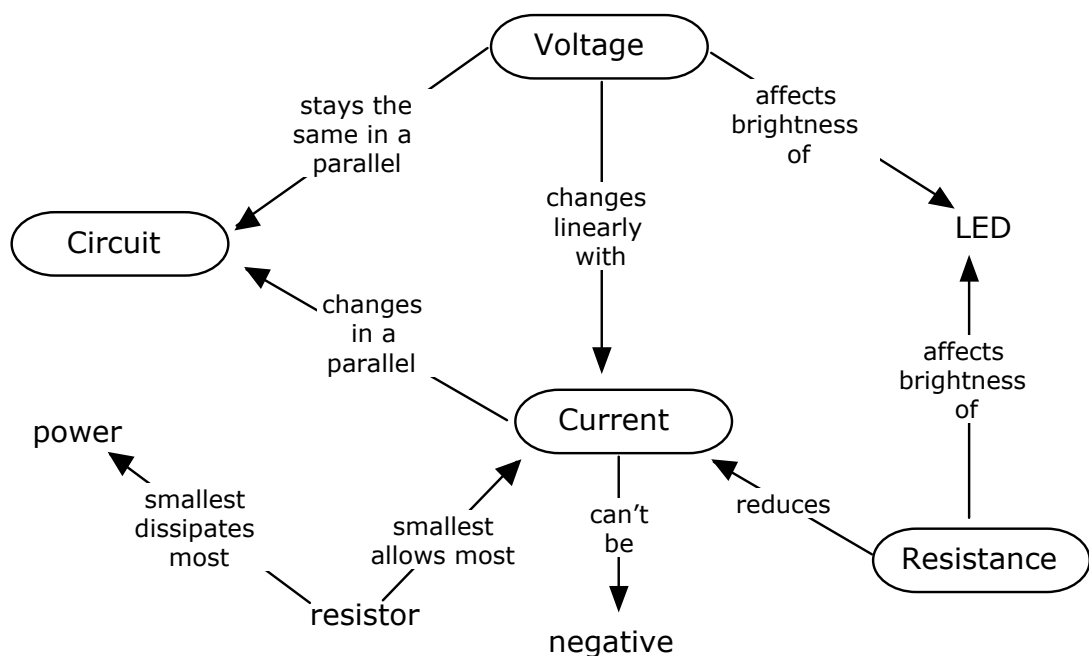 Voltage
stays the
same in a
parallel
affects
brightness
of
changes
linearly
with
LED
Circuit
changes
in a
parallel
affects
brightness
of
Current
power
smallest
dissipates
most
smallest
allows most
can't
be
reduces
Resistance
resistor
negative